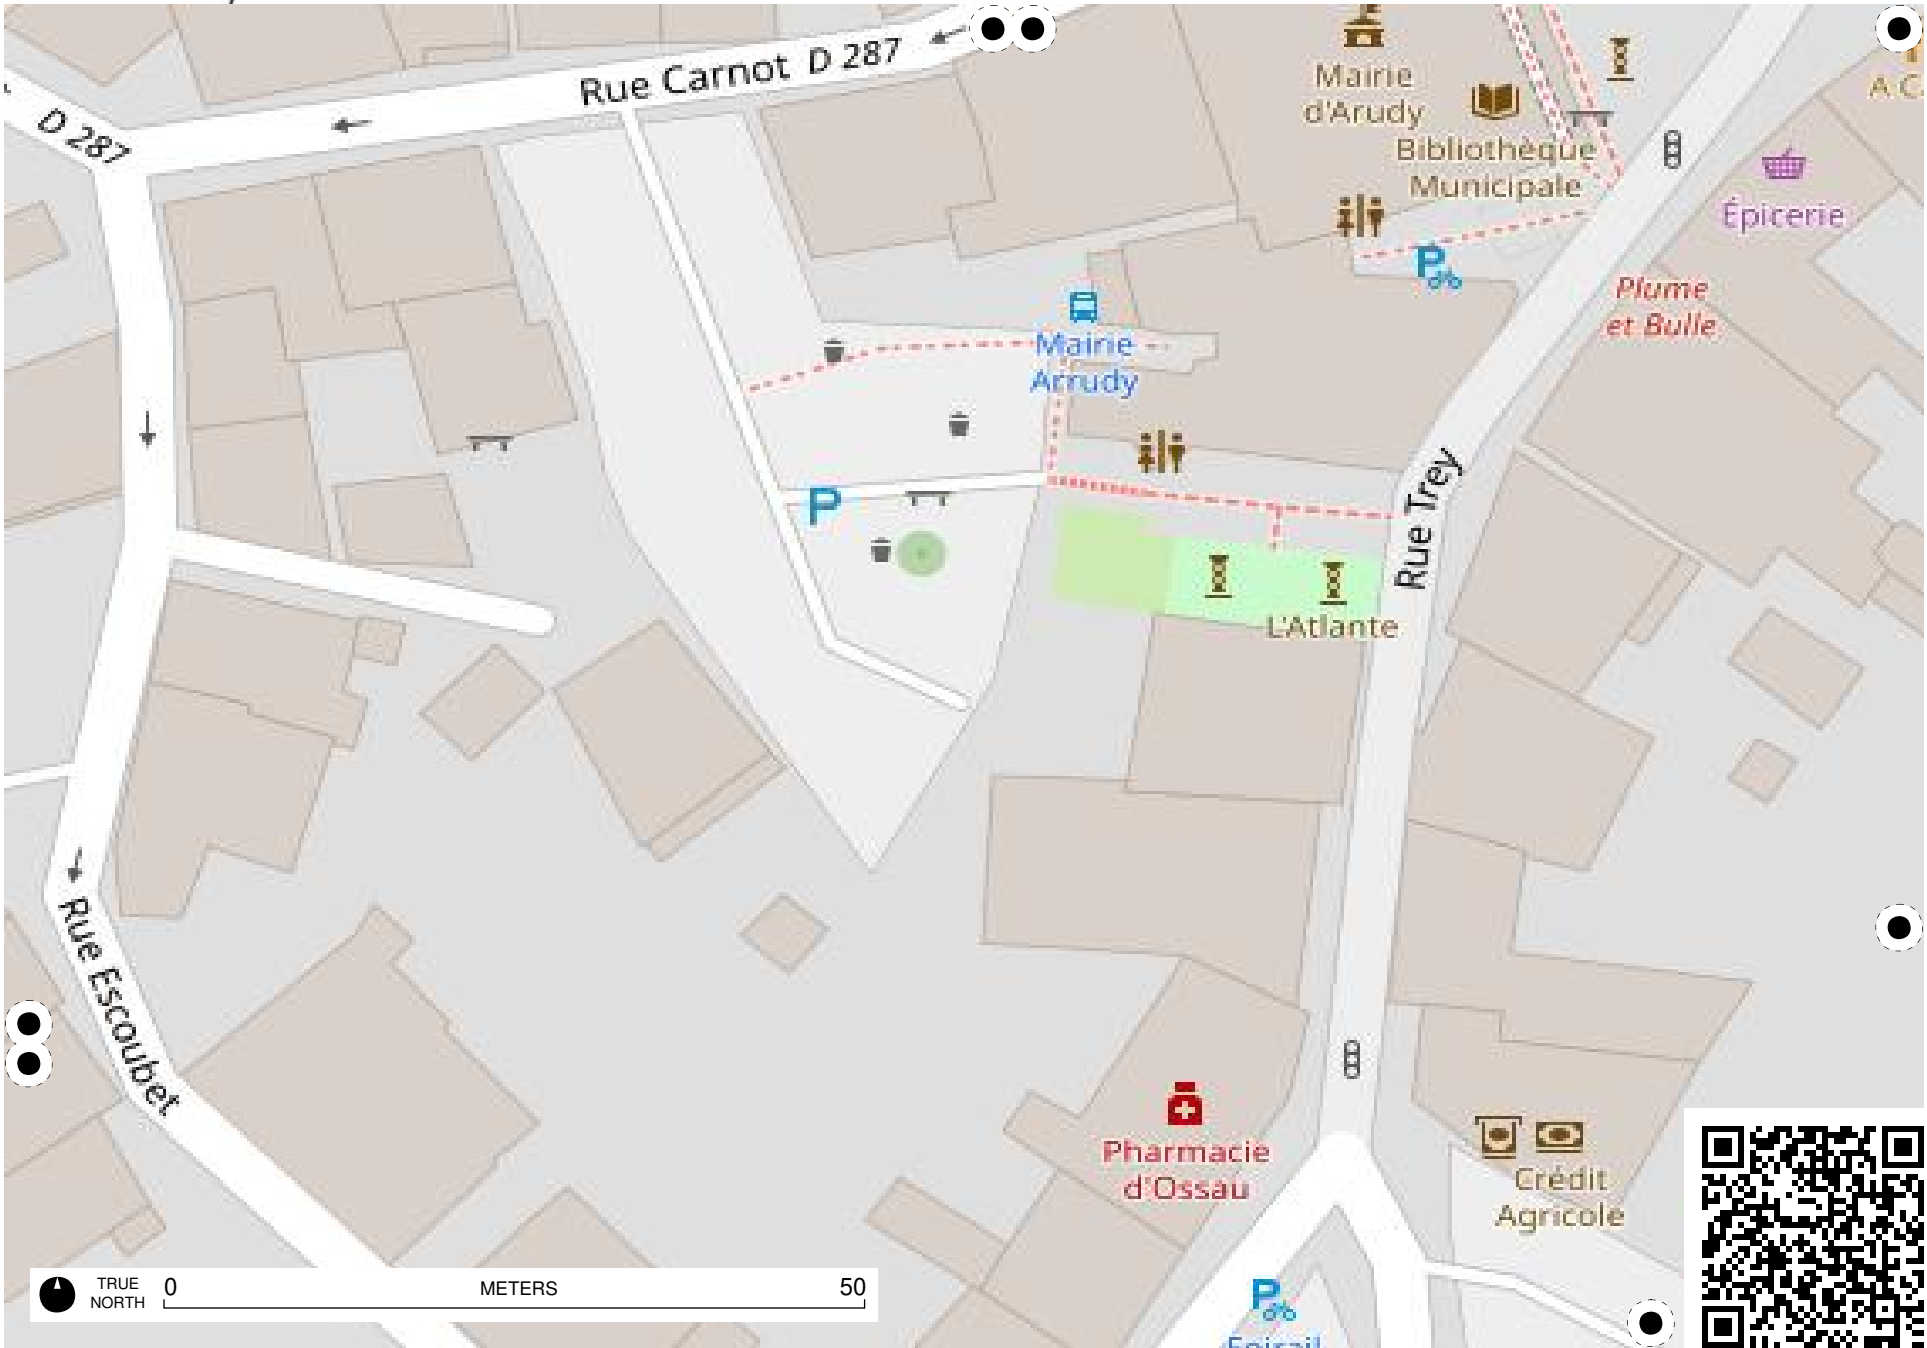 Rue Carnot D 287
D 287
Mairie
d'Arudy
Bibliothèque
Municipale
A C
Épicerie
Plume
et Bulle
Mairie
Arrudy
P
P
Rue Trey
L'Atlante
Rue Escoubet
Pharmacie
d'Ossau
Crédit
Agricole
P
TRUE
NORTH
0
METERS
50